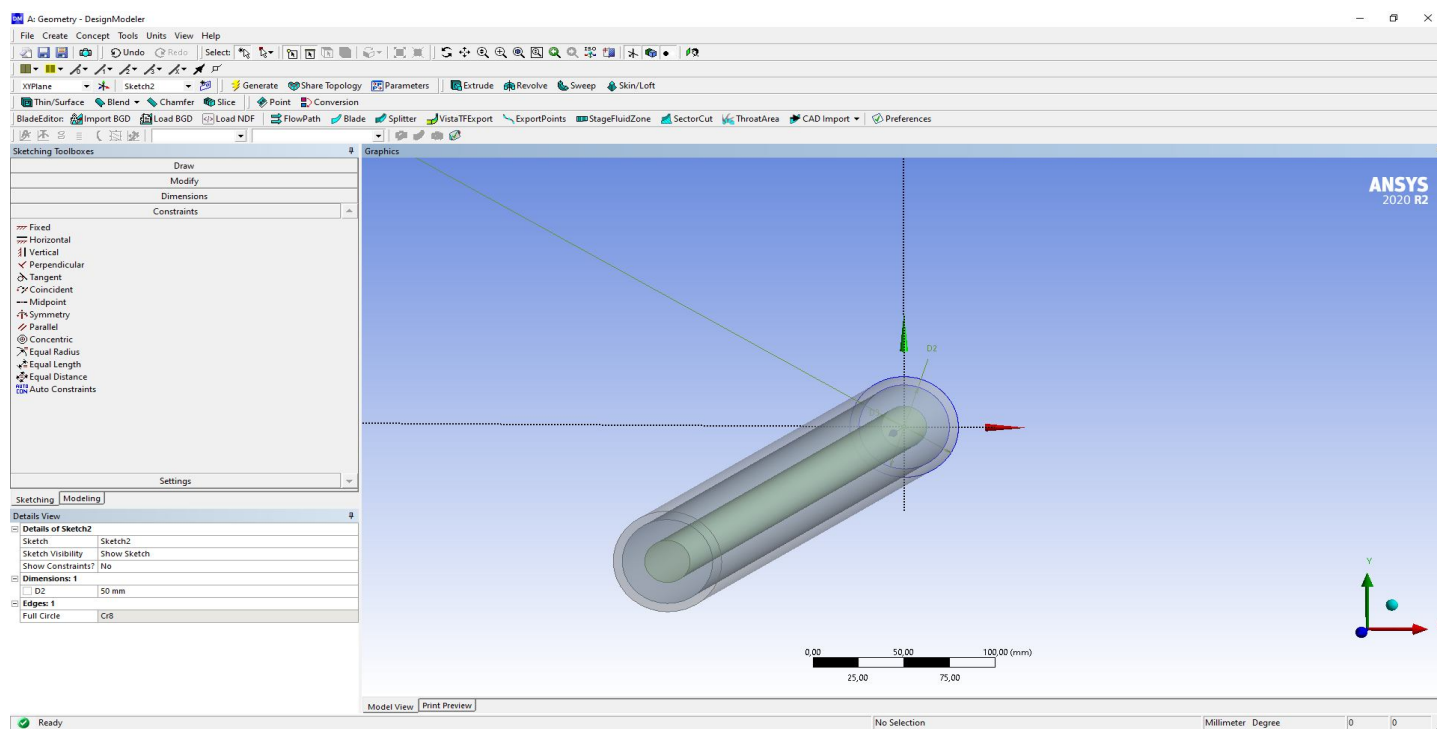 A: Geometry - DesignModeler
File Create Concept Tools Units View Help
Undo Redo Select:
XYPlane Sketch2 Generate Share Topology Parameters Extrude Revolve Sweep Skin/Loft
Thin/Surface Blend Chamfer Slice Point Conversion
BladeEditor: Import BGD Load BGD Load NDF FlowPath Blade Splitter VistaTFExport ExportPoints StageFluidZone SectorCut ThroatArea CAD Import Preferences
Sketching Toolboxes
Draw
Modify
Dimensions
Constraints
Fixed
Horizontal
Vertical
Perpendicular
Tangent
Coincident
Midpoint
Symmetry
Parallel
Concentric
Equal Radius
Equal Length
Equal Distance
Auto Constraints
Settings
Sketching Modeling
Details View
Details of Sketch2
Sketch Sketch2
Sketch Visibility Show Sketch
Show Constraints? No
Dimensions: 1
D2 50 mm
Edges: 1
Full Circle Cr8
Graphics
ANSYS
2020 R2
D2
Y
0,00 50,00 100,00 (mm)
25,00 75,00
Model View Print Preview
Ready No Selection Millimeter Degree 0 0